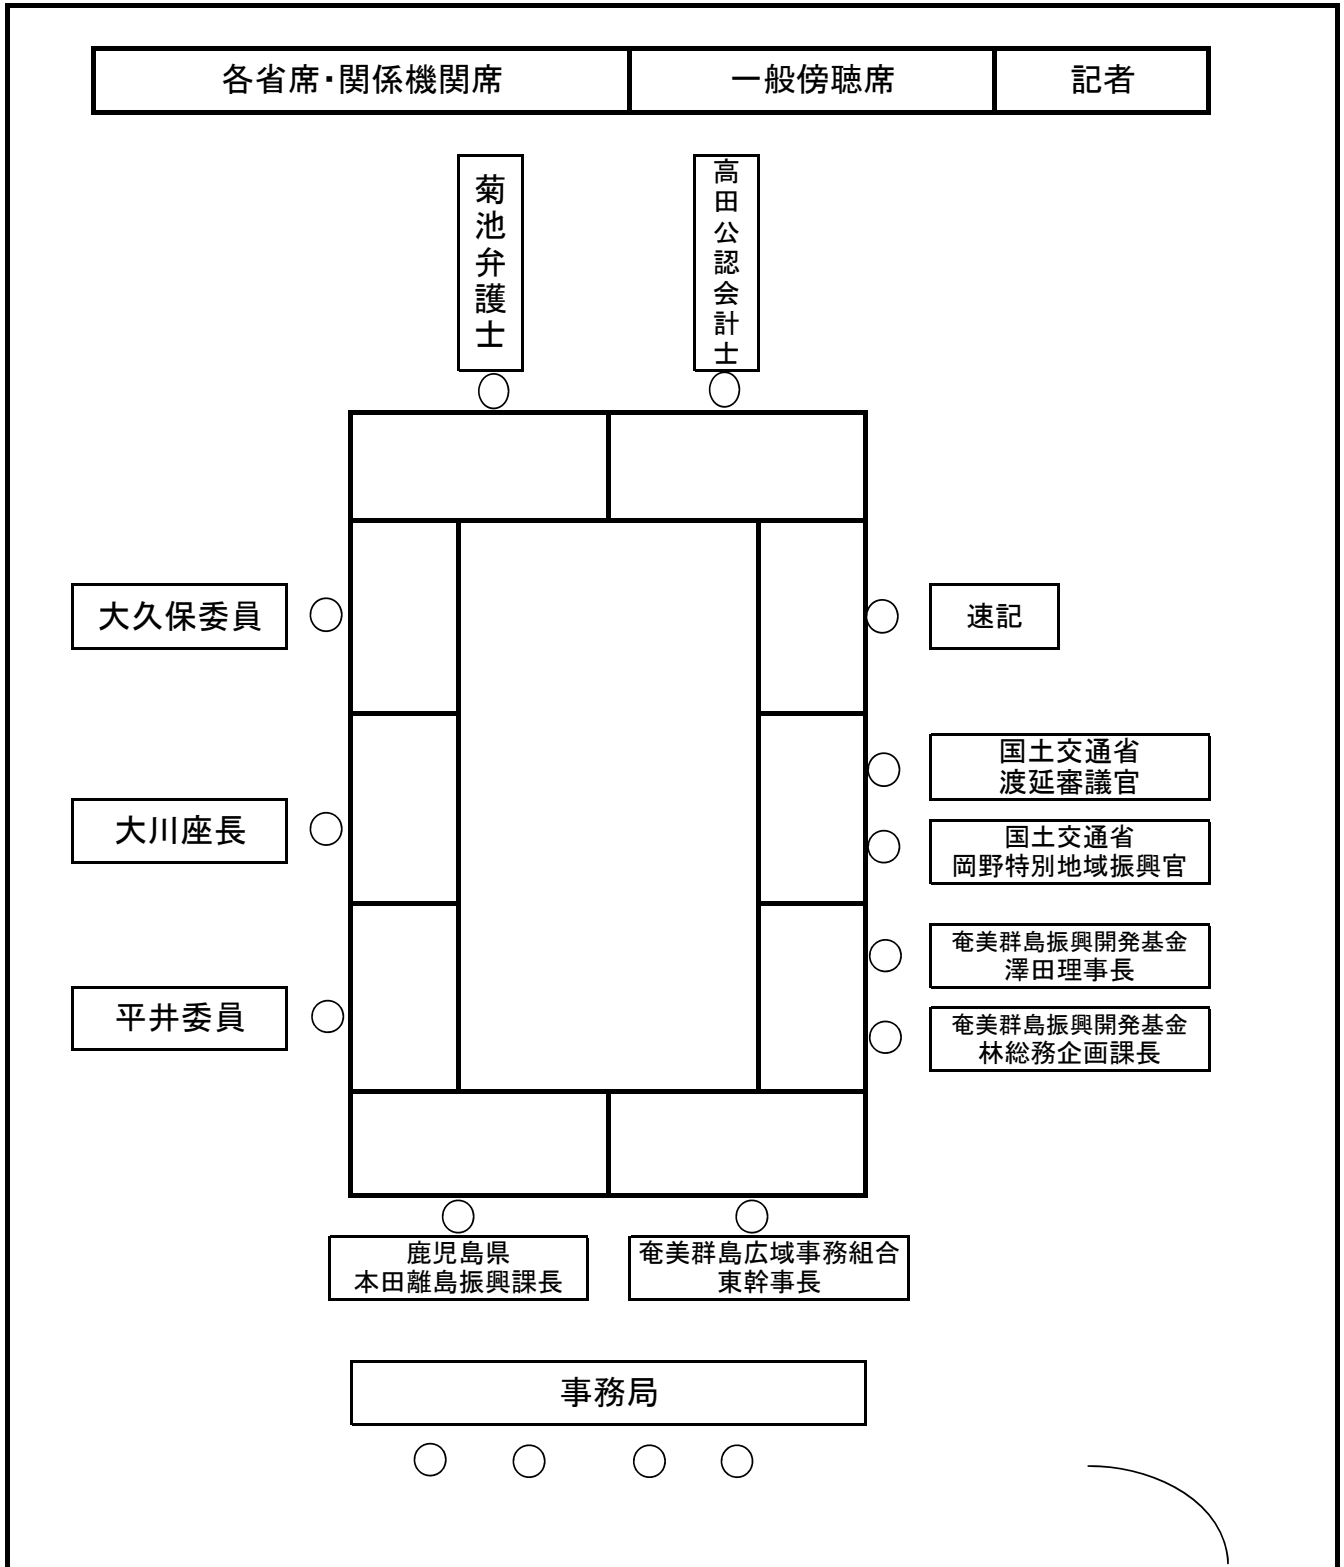 各省席・関係機関席
一般傍聴席
記者
菊池弁護士
高田公認会計士
大久保委員
速記
国土交通省
渡延審議官
大川座長
国土交通省
岡野特別地域振興官
奄美群島振興開発基金
澤田理事長
平井委員
奄美群島振興開発基金
林総務企画課長
鹿児島県
本田離島振興課長
奄美群島広域事務組合
東幹事長
事務局